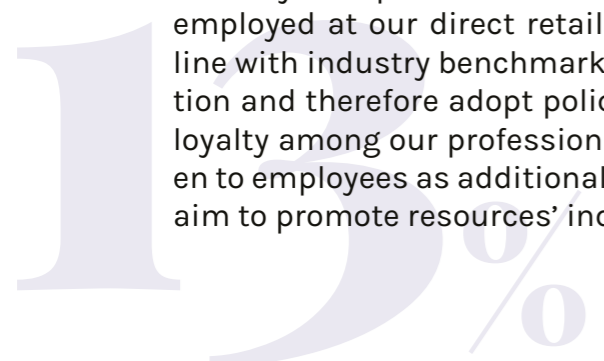 employed at our direct retail
line with industry benchmark
tion and therefore adopt polic
loyalty among our profession
en to employees as additional
aim to promote resources’ inc
13%